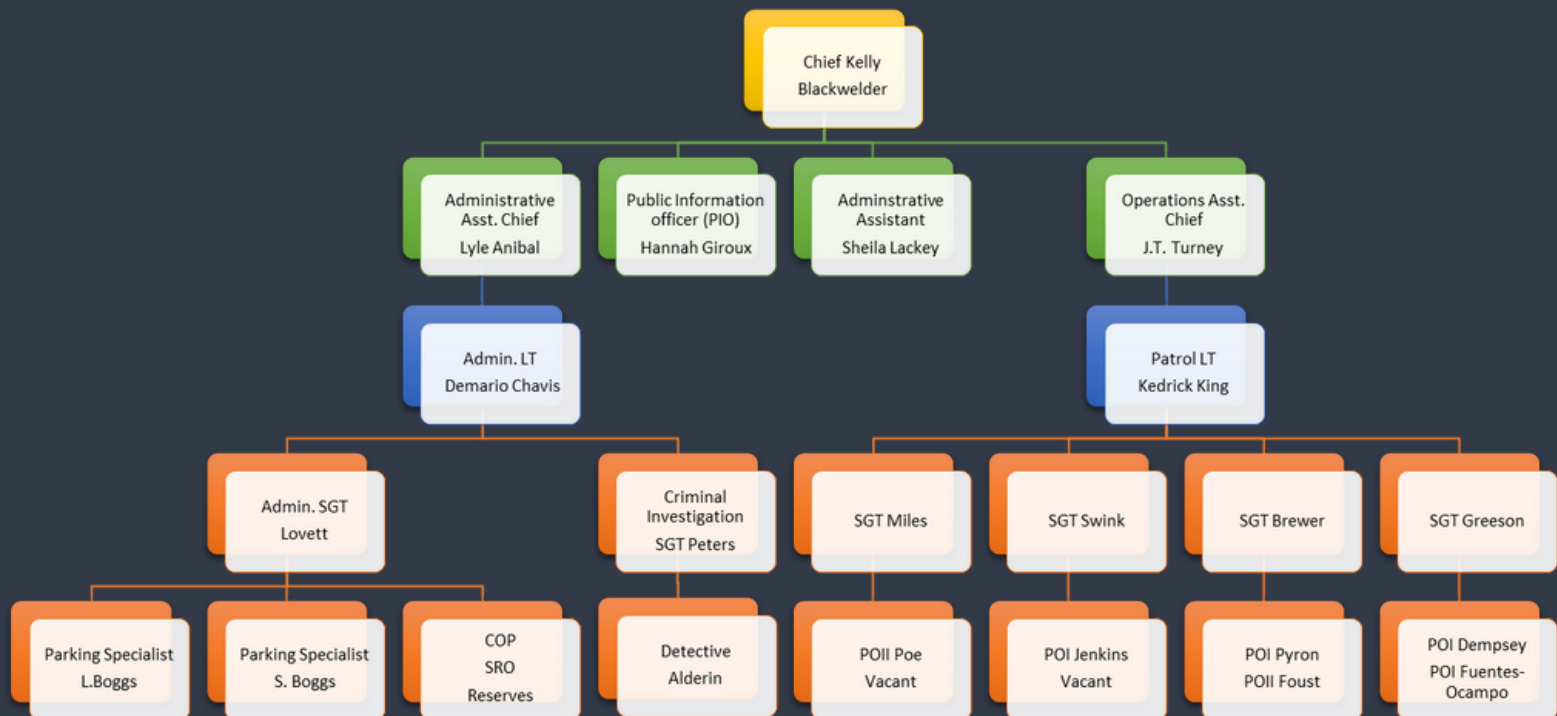 Chief Kelly
Blackwelder
Administrative
Asst. Chief
Lyle Anibal
Public Information
officer (PIO)
Hannah Giroux
Adminstrative
Assistant
Sheila Lackey
Operations Asst.
Chief
J.T. Turney
Admin. LT
Demario Chavis
Patrol LT
Kedrick King
Admin. SGT
Lovett
Criminal
Investigation
SGT Peters
SGT Miles
SGT Swink
SGT Brewer
SGT Greeson
Parking Specialist
L.Boggs
Parking Specialist
S. Boggs
COP
SRO
Reserves
Detective
Alderin
POII Poe
Vacant
POI Jenkins
Vacant
POI Pyron
POII Foust
POI Dempsey
POI Fuentes-
Ocampo